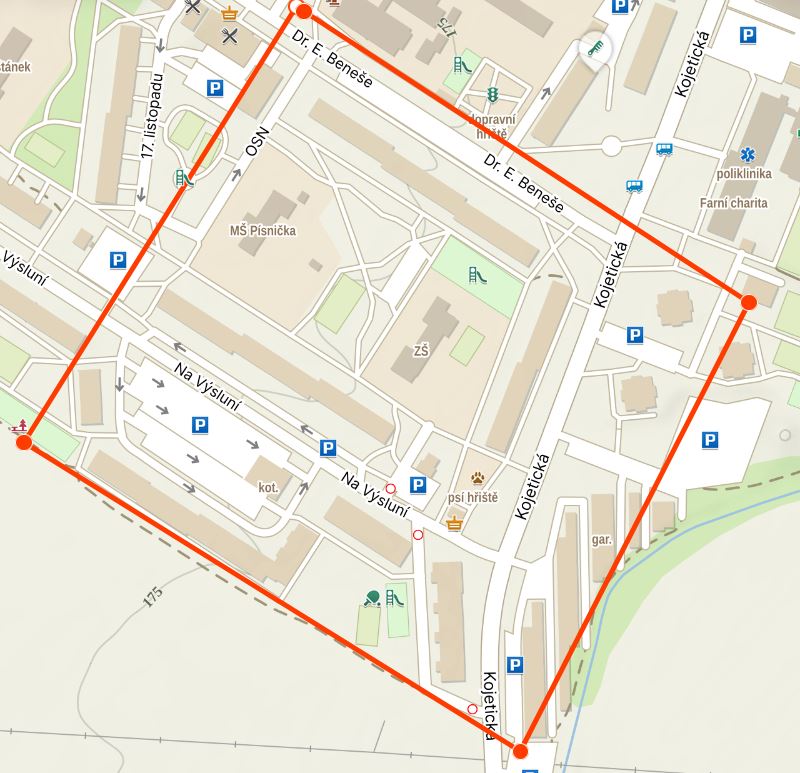 175
P
P
Kojetická
stánek
Dr. E. Beneše
P
17. listopadu
OSN
dopravní
hřiště
Dr. E. Beneše
poliklinika
Farní charita
MŠ Písnička
Výsluní
P
Kojetická
ZŠ
P
Na Výsluní
P
P
P
kot.
Na Výsluní
P
psí hřiště
Kojetická
gar.
175
P
Kojetická